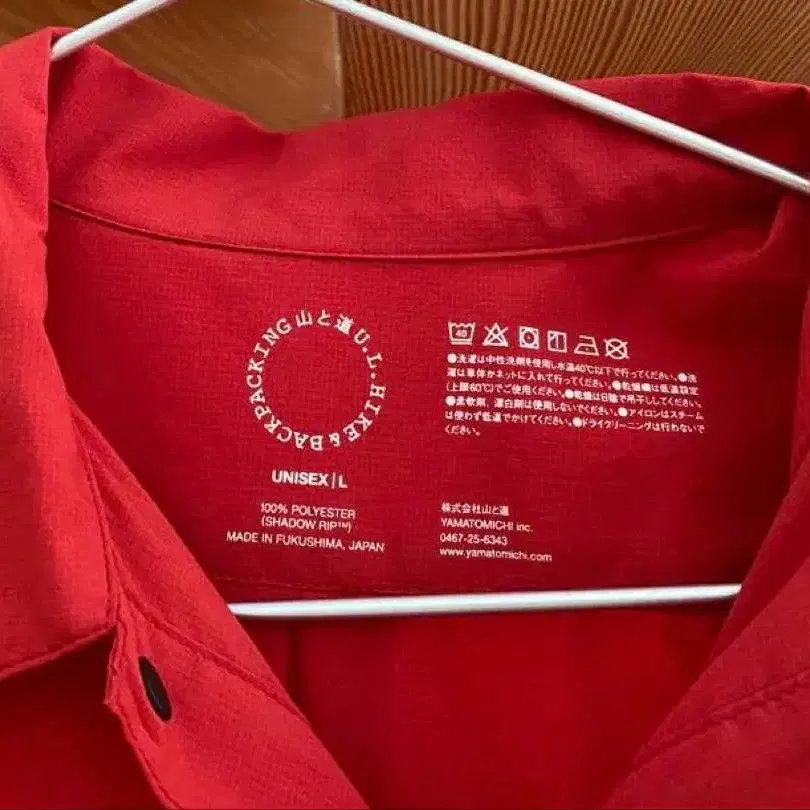 山と道 U.L. HIKE & BACKPACKING
UNISEX | L
100% POLYESTER
(SHADOW RIP™)
MADE IN FUKUSHIMA, JAPAN
40
●洗濯は中性洗剤を使用し水温40℃以下で行ってください。●洗
濯は単体かネットに入れて行ってください。●乾燥機は低温設定
(上限60℃)でご使用ください。●乾燥は日陰で吊干ししてください。
●柔軟剤、漂白剤は使用しないでください。●アイロンはスチーム
は使わず低温でかけてください。●ドライクリーニングは行わないで
ください。
株式会社山と道
YAMATOMICHI inc.
0467-25-6343
www.yamatomichi.com